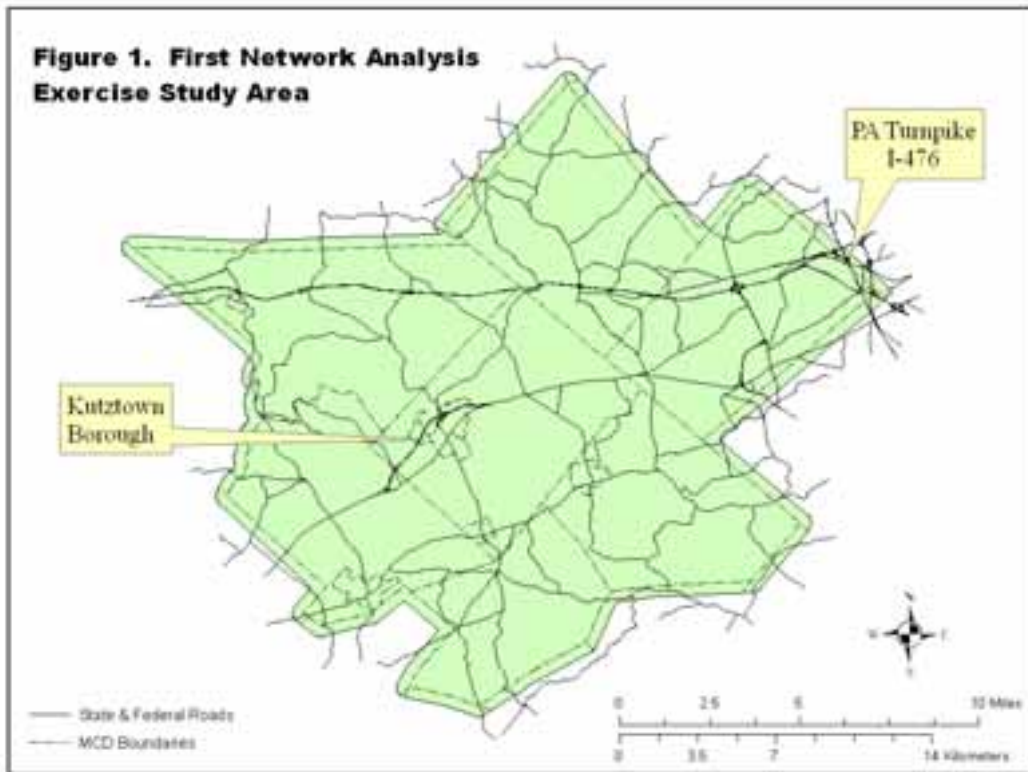 Figure 1. First Network Analysis
Exercise Study Area
PA Turnpike
I-476
Kutztown
Borough
N
W
E
S
State & Federal Roads
MCD Boundaries
0 2.5 5 10 Miles
0 3.5 7 14 Kilometers